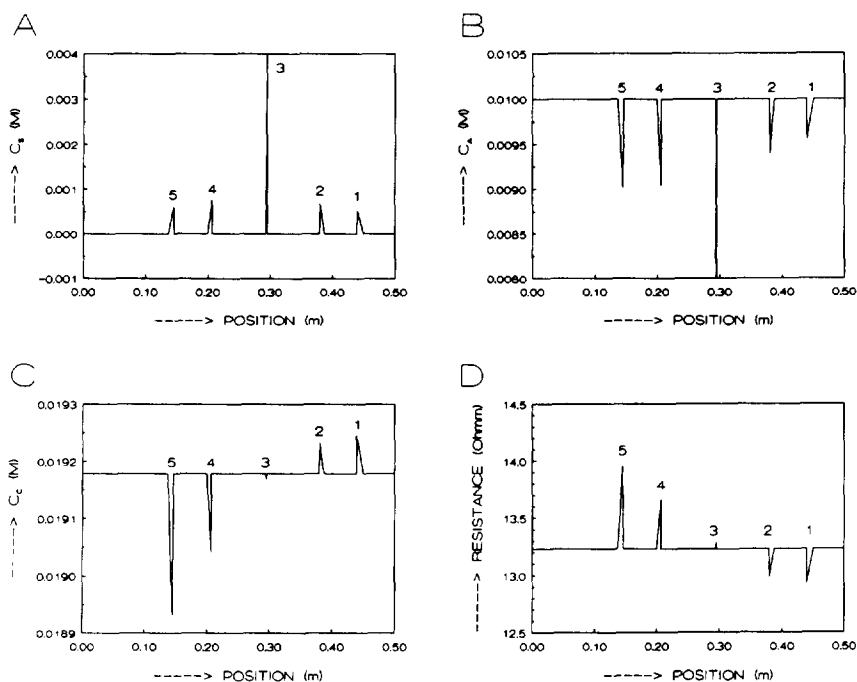 A
0.004
0.003
0.002
0.001
0.000
-0.001
-----> C_s (M)
5
4
3
2
1
0.00 0.10 0.20 0.30 0.40 0.50
-----> POSITION (m)
B
0.0105
0.0100
0.0095
0.0090
0.0085
0.0080
-----> C_A (M)
5
4
3
2
1
0.00 0.10 0.20 0.30 0.40 0.50
-----> POSITION (m)
C
0.0193
0.0192
0.0191
0.0190
0.0189
-----> C_C (M)
5
4
3
2
1
0.00 0.10 0.20 0.30 0.40 0.50
-----> POSITION (m)
D
14.5
14.0
13.5
13.0
12.5
-----> RESISTANCE (Ohmm)
5
4
3
2
1
0.00 0.10 0.20 0.30 0.40 0.50
-----> POSITION (m)